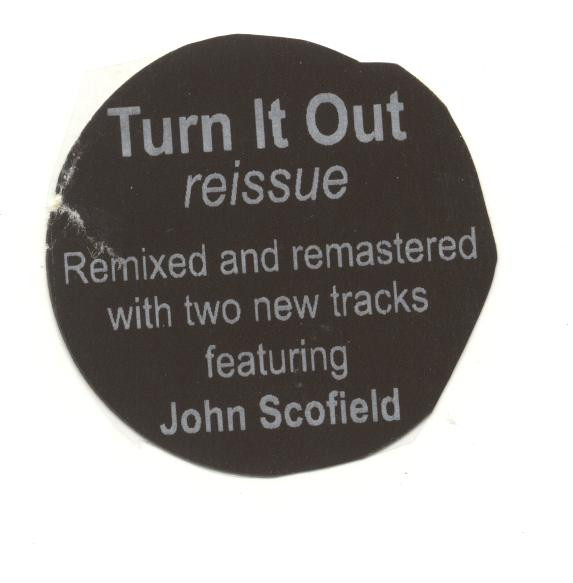 Turn It Out
reissue
Remixed and remastered
with two new tracks
featuring
John Scofield